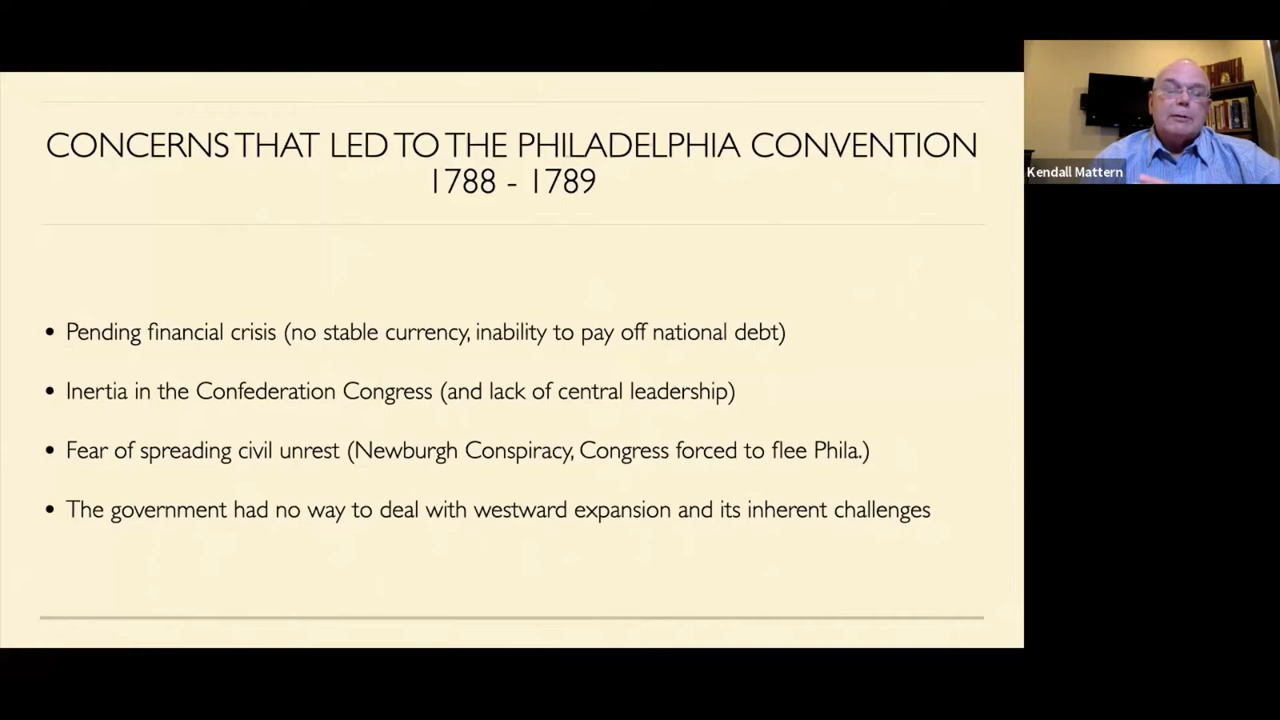 CONCERNS THAT LED TO THE PHILADELPHIA CONVENTION
1788 - 1789
• Pending financial crisis (no stable currency, inability to pay off national debt)
• Inertia in the Confederation Congress (and lack of central leadership)
• Fear of spreading civil unrest (Newburgh Conspiracy, Congress forced to flee Phila.)
• The government had no way to deal with westward expansion and its inherent challenges
Kendall Mattern